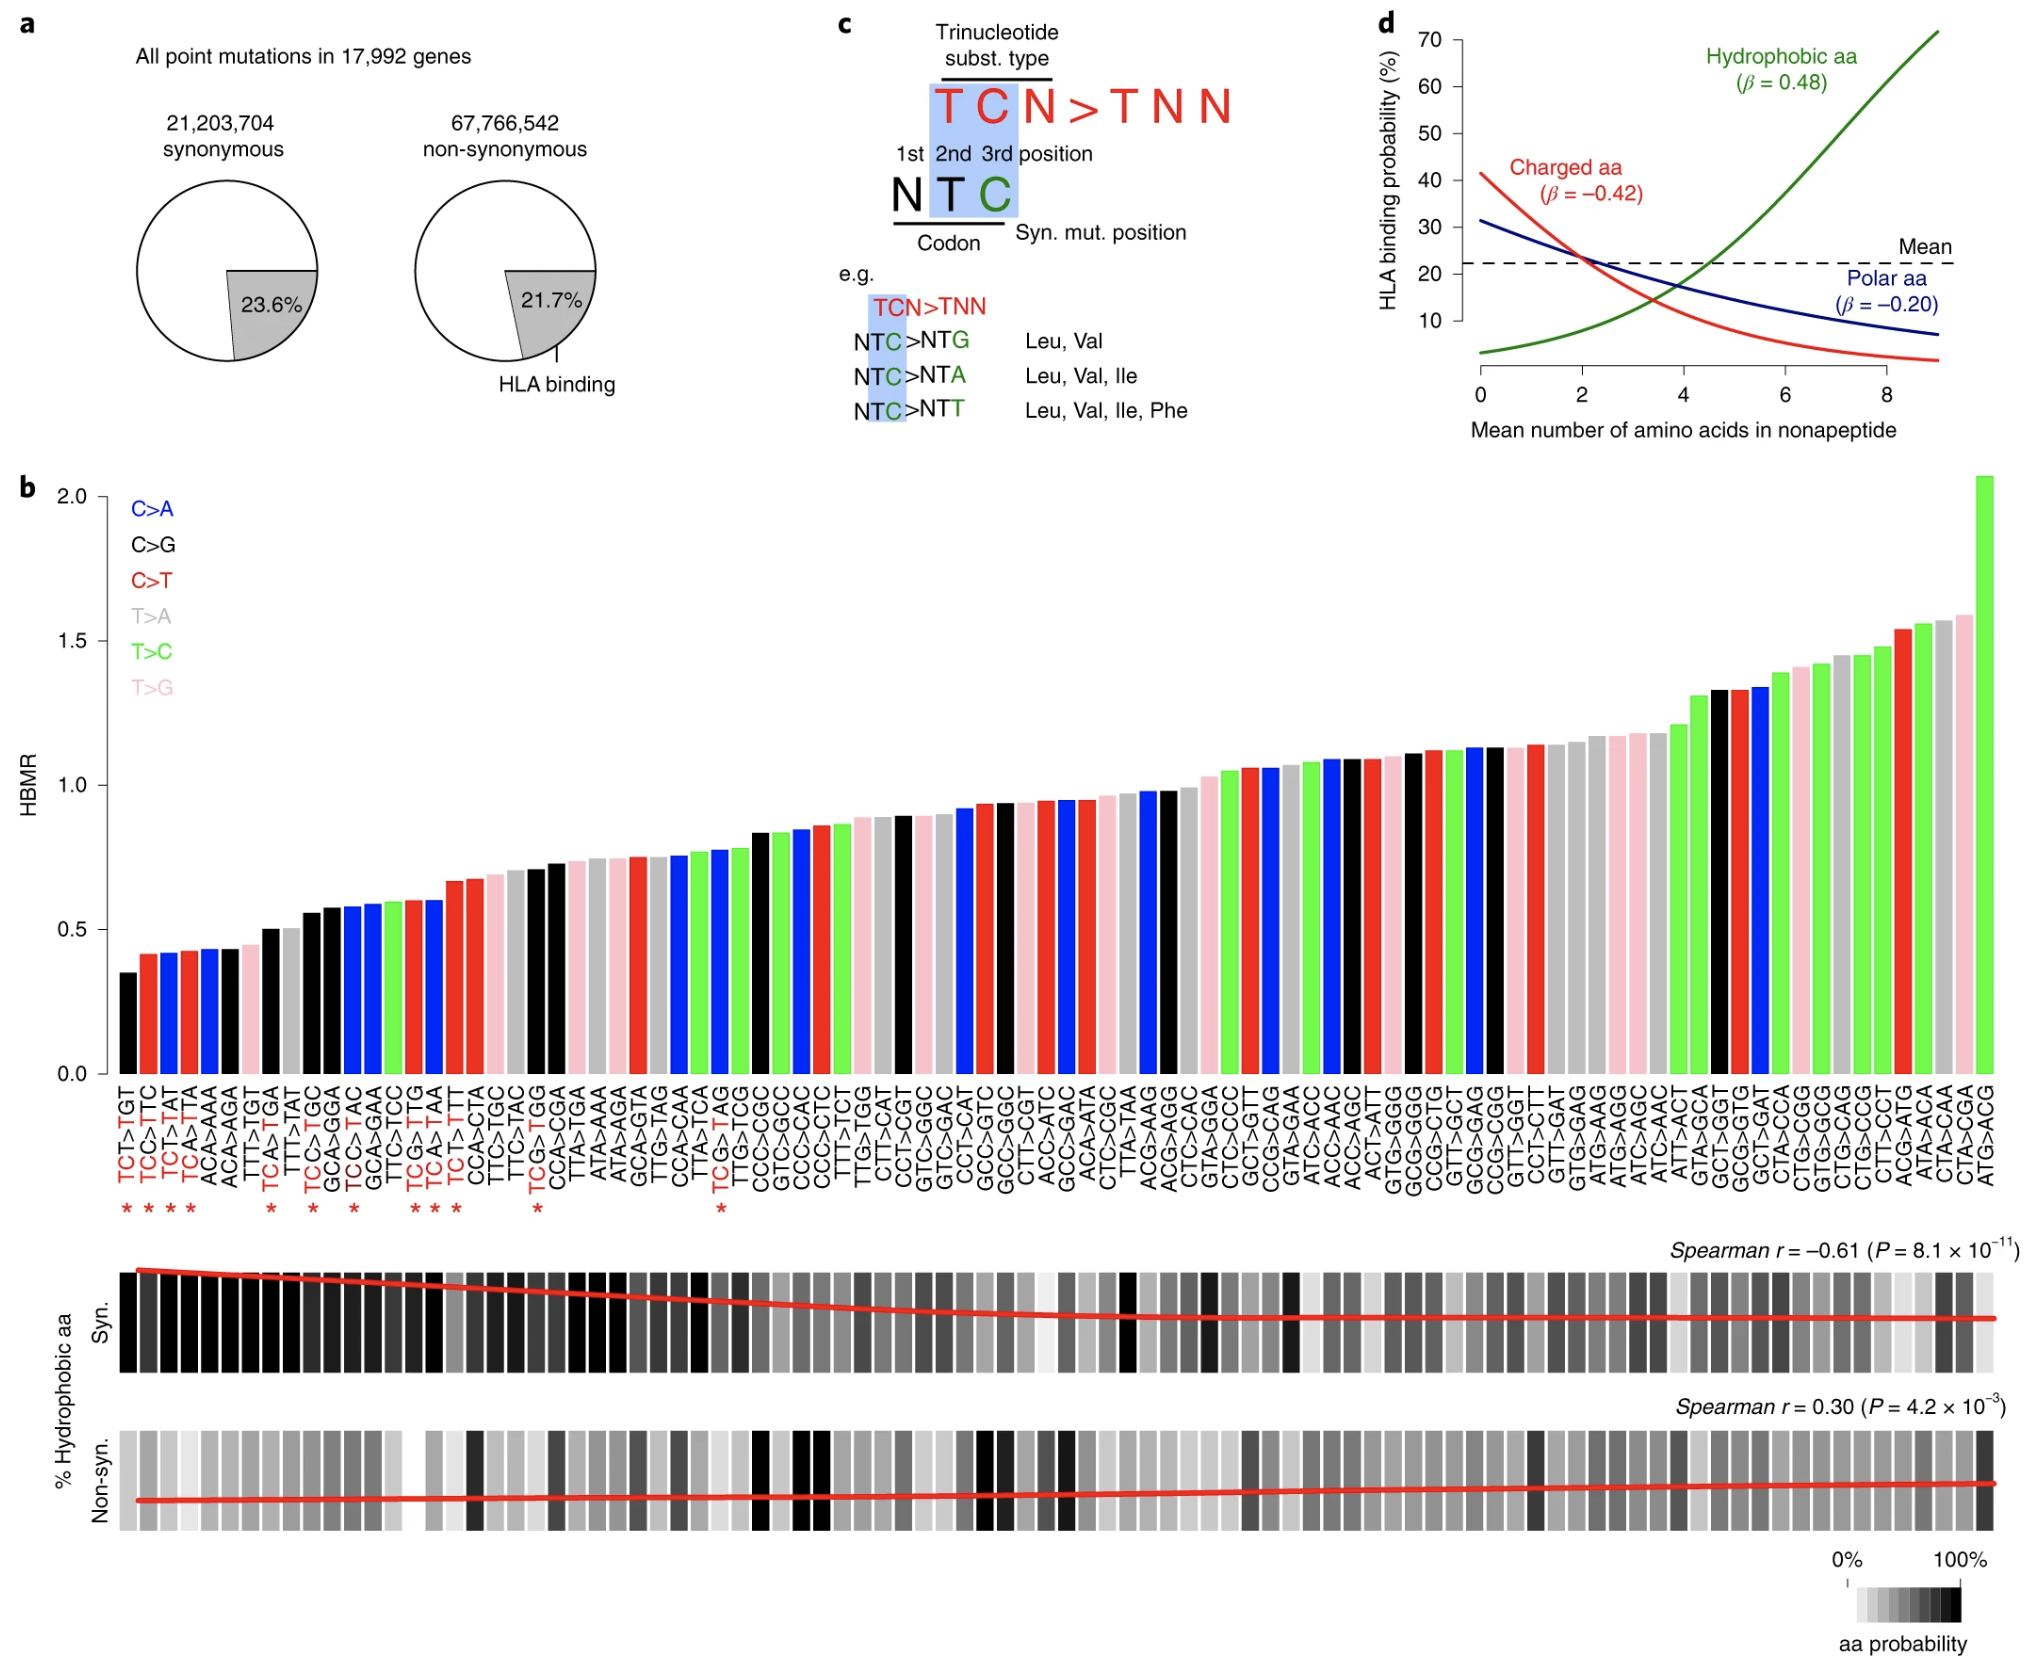 a
All point mutations in 17,992 genes
21,203,704
synonymous
67,766,542
non-synonymous
23.6%
21.7%
HLA binding
c
Trinucleotide
subst. type
T C N > T N N
1st 2nd 3rd position
N T C
Codon
Syn. mut. position
e.g.
TCN>TNN
NTC>NTG Leu, Val
NTC>NTA Leu, Val, Ile
NTC>NTT Leu, Val, Ile, Phe
d
HLA binding probability (%)
70
60
50
40
30
20
10
Hydrophobic aa
(β = 0.48)
Charged aa
(β = –0.42)
Mean
Polar aa
(β = –0.20)
0 2 4 6 8
Mean number of amino acids in nonapeptide
b
HBMR
2.0
1.5
1.0
0.5
0.0
C>A
C>G
C>T
T>A
T>C
T>G
TCT>TGT
TCC>TTC
TCT>TAT
TCA>TTA
ACA>AAA
ACA>AGA
TTT>TGT
TCA>TGA
TTT>TAT
TCC>TGC
GCA>GGA
TCC>TAC
GCA>GAA
TTC>TCC
TCG>TTG
TCA>TAA
TCT>TTT
CCA>CTA
TTC>TGC
TTC>TAC
TCG>TGG
CCA>CGA
TTA>TGA
ATA>AAA
ATA>AGA
GCA>GTA
TTG>TAG
CCA>CAA
TTA>TCA
TCG>TAG
TTG>TCG
CCC>CGC
GTC>GCC
CCC>CAC
CCC>CTC
TTT>TCT
TTG>TGG
CTT>CAT
CCT>CGT
GTC>GGC
GTC>GAC
CCT>CAT
GCC>GTC
GCC>GGC
CTT>CGT
ACC>ATC
GCC>GAC
ACA>ATA
CTC>CGC
TTA>TAA
ACG>AAG
ACG>AGG
CTC>CAC
GTA>GGA
CTC>CCC
GCT>GTT
CCG>CAG
GTA>GAA
ATC>ACC
ACC>AAC
ACC>AGC
ACT>ATT
GTG>GGG
GCG>GGG
CCG>CTG
GTT>GCT
GCG>GAG
CCG>CGG
GTT>GGT
CCT>CTT
GTT>GAT
GTG>GAG
ATG>AAG
ATG>AGG
ATC>AGC
ATC>AAC
ATT>ACT
GTA>GCA
GCT>GGT
GCG>GTG
GCT>GAT
CTA>CCA
CTG>CGG
GTG>GCG
CTG>CAG
CTG>CCG
CTT>CCT
ACG>ATG
ATA>ACA
CTA>CAA
CTA>CGA
ATG>ACG
* * * * * * * * * * * *
% Hydrophobic aa
Syn.
Spearman r = –0.61 (P = 8.1 × 10⁻¹¹)
Non-syn.
Spearman r = 0.30 (P = 4.2 × 10⁻³)
0% 100%
aa probability